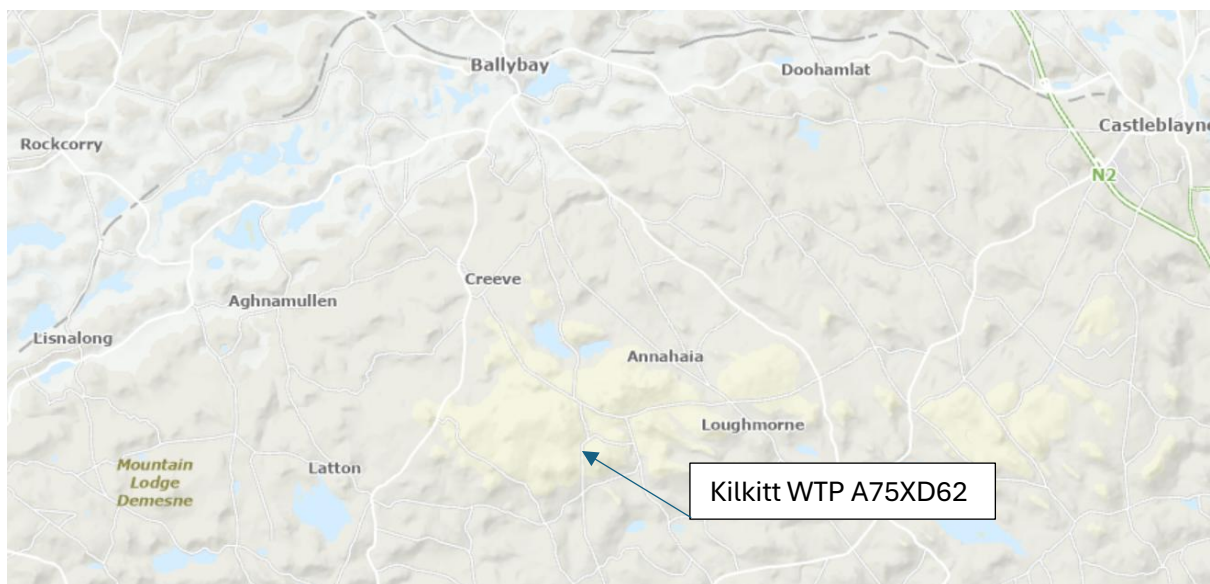 Ballybay
Doohamlat
Rockcorry
Castleblayne
N2
Creeve
Aghnamullen
Lisnalong
Annahaia
Loughmorne
Mountain
Lodge
Demesne
Latton
Kilkitt WTP A75XD62